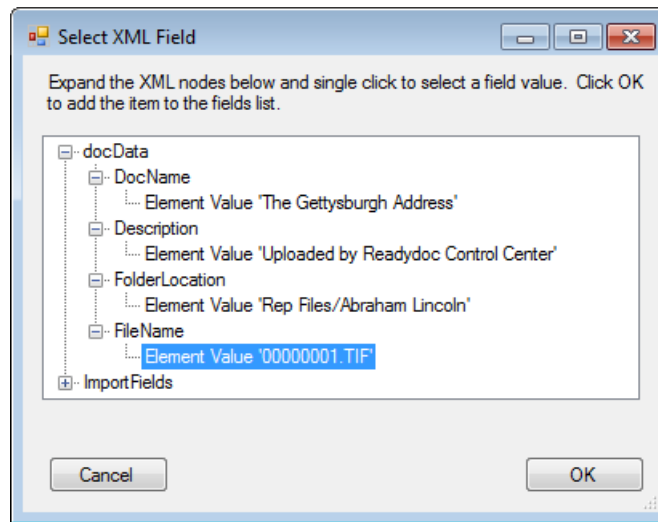 Select XML Field
Expand the XML nodes below and single click to select a field value.  Click OK
to add the item to the fields list.
docData
DocName
Element Value 'The Gettysburgh Address'
Description
Element Value 'Uploaded by Readydoc Control Center'
FolderLocation
Element Value 'Rep Files/Abraham Lincoln'
FileName
Element Value '00000001.TIF'
ImportFields
Cancel
OK